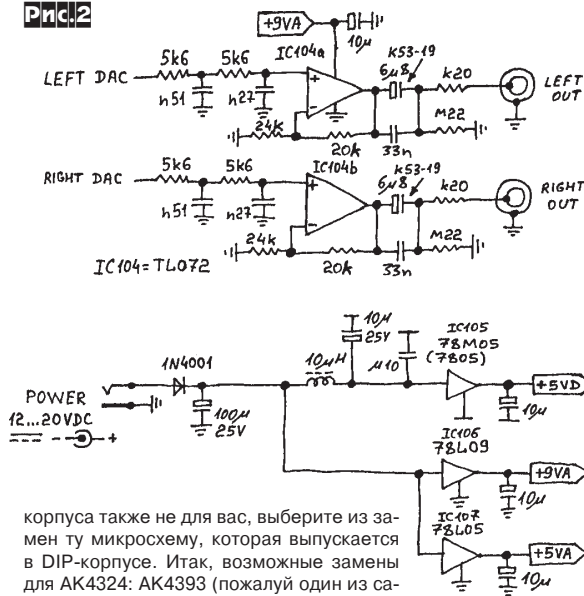 Рис.2
+9VA
10μ
5k6
5k6
IC104a
6μ8
K53-19
k20
LEFT DAC
LEFT
OUT
+
−
n51
n27
24k
20k
33n
M22
5k6
5k6
IC104b
6μ8
K53-19
k20
RIGHT DAC
RIGHT
OUT
+
−
n51
n27
24k
20k
33n
M22
IC104=TL072
10μ
25V
IC105
78M05
(7805)
1N4001
10μH
μ10
+5VD
POWER
12...20VDC
100μ
25V
10μ
− +
IC106
78L09
+9VA
10μ
IC107
78L05
+5VA
10μ
корпуса также не для вас, выберите из за-
мен ту микросхему, которая выпускается
в DIP-корпусе. Итак, возможные замены
для AK4324: AK4393 (пожалуй один из са-